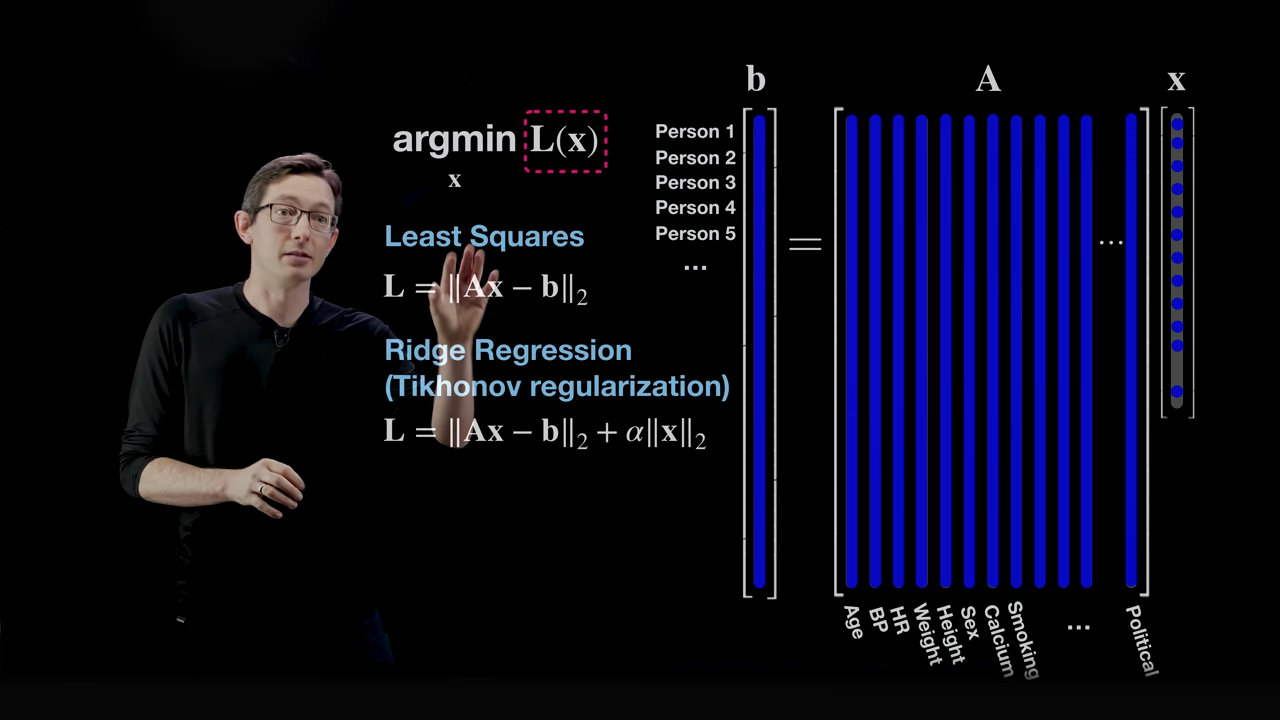 argmin L(x)
x
Least Squares
L = ‖Ax − b‖₂
Ridge Regression
(Tikhonov regularization)
L = ‖Ax − b‖₂ + α‖x‖₂
b
Person 1
Person 2
Person 3
Person 4
Person 5
...
=
A
...
x
Age
BP
HR
Weight
Height
Sex
Calcium
Smoking
...
Political